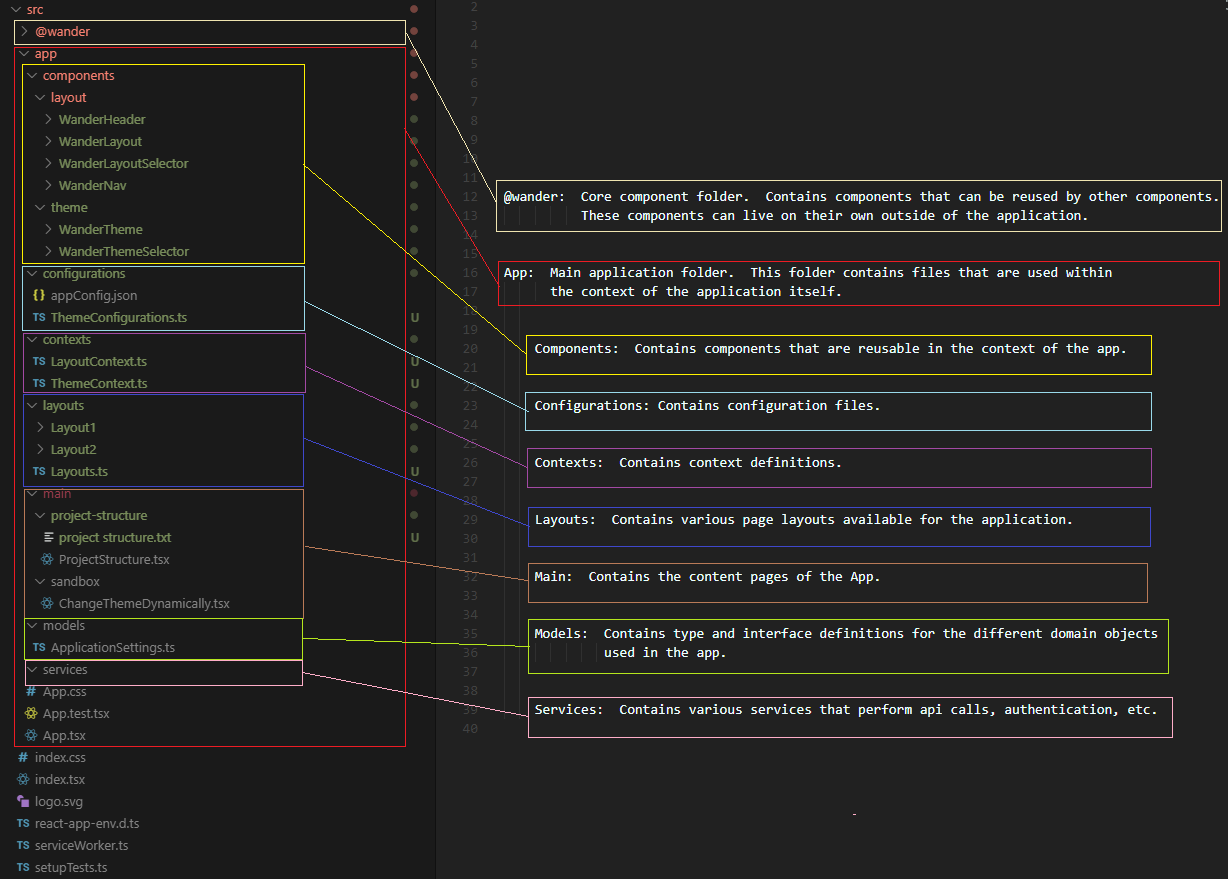 src
@wander
app
components
layout
WanderHeader
WanderLayout
WanderLayoutSelector
WanderNav
theme
WanderTheme
WanderThemeSelector
configurations
{} appConfig.json
TS ThemeConfigurations.ts U
contexts
TS LayoutContext.ts U
TS ThemeContext.ts U
layouts
Layout1
Layout2
TS Layouts.ts U
main
project-structure
project structure.txt U
ProjectStructure.tsx
sandbox
ChangeThemeDynamically.tsx
models
TS ApplicationSettings.ts
services
# App.css
App.test.tsx
App.tsx
# index.css
index.tsx
logo.svg
TS react-app-env.d.ts
TS serviceWorker.ts
TS setupTests.ts
2
3
4
5
6
7
8
9
10
11
12 @wander: Core component folder. Contains components that can be reused by other components.
13 These components can live on their own outside of the application.
14
15
16 App: Main application folder. This folder contains files that are used within
17 the context of the application itself.
18
19
20 Components: Contains components that are reusable in the context of the app.
21
22
23 Configurations: Contains configuration files.
24
25
26 Contexts: Contains context definitions.
27
28
29 Layouts: Contains various page layouts available for the application.
30
31
32 Main: Contains the content pages of the App.
33
34
35 Models: Contains type and interface definitions for the different domain objects
36 used in the app.
37
38
39 Services: Contains various services that perform api calls, authentication, etc.
40